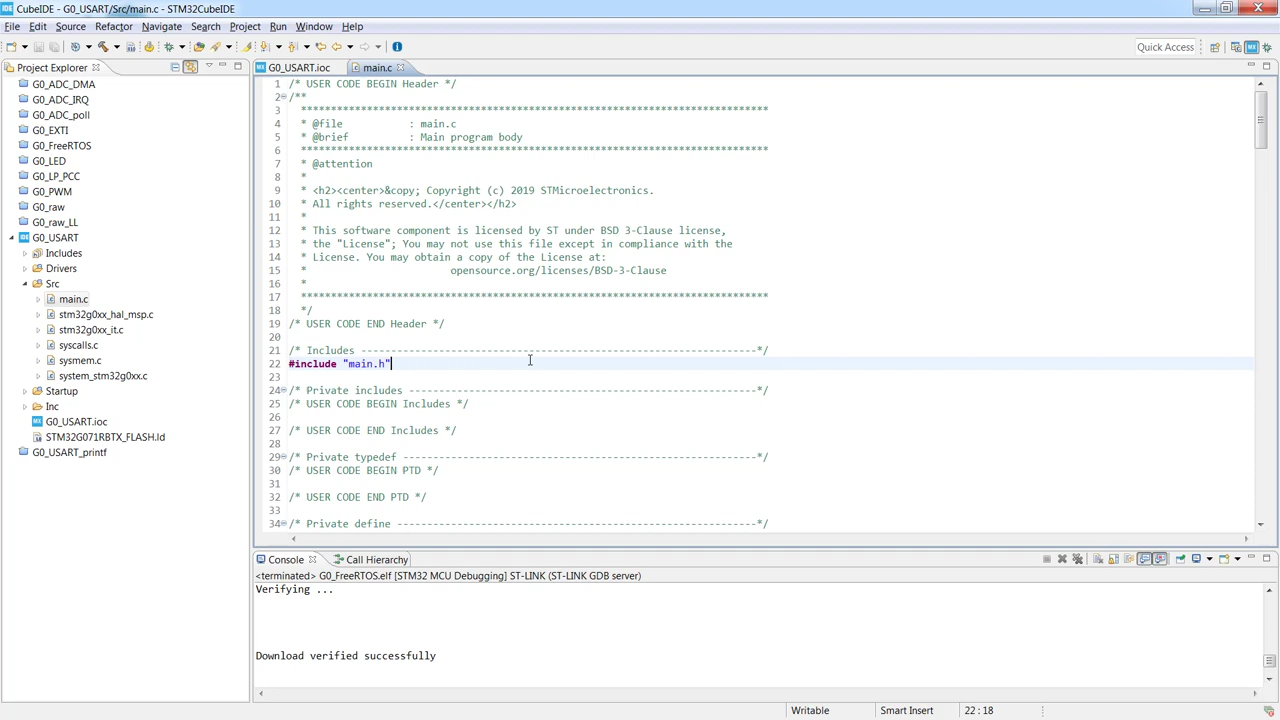 CubeIDE - G0_USART/Src/main.c - STM32CubeIDE
File Edit Source Refactor Navigate Search Project Run Window Help
Quick Access
Project Explorer
G0_ADC_DMA
G0_ADC_IRQ
G0_ADC_poll
G0_EXTI
G0_FreeRTOS
G0_LED
G0_LP_PCC
G0_PWM
G0_raw
G0_raw_LL
G0_USART
Includes
Drivers
Src
main.c
stm32g0xx_hal_msp.c
stm32g0xx_it.c
syscalls.c
sysmem.c
system_stm32g0xx.c
Startup
Inc
G0_USART.ioc
STM32G071RBTX_FLASH.ld
G0_USART_printf
G0_USART.ioc main.c
1 /* USER CODE BEGIN Header */
2 /**
3 ******************************************************************************
4 * @file : main.c
5 * @brief : Main program body
6 ******************************************************************************
7 * @attention
8 *
9 * <h2><center>&copy; Copyright (c) 2019 STMicroelectronics.
10 * All rights reserved.</center></h2>
11 *
12 * This software component is licensed by ST under BSD 3-Clause license,
13 * the "License"; You may not use this file except in compliance with the
14 * License. You may obtain a copy of the License at:
15 * opensource.org/licenses/BSD-3-Clause
16 *
17 ******************************************************************************
18 */
19 /* USER CODE END Header */
20
21 /* Includes ------------------------------------------------------------------*/
22 #include "main.h"
23
24 /* Private includes ----------------------------------------------------------*/
25 /* USER CODE BEGIN Includes */
26
27 /* USER CODE END Includes */
28
29 /* Private typedef -----------------------------------------------------------*/
30 /* USER CODE BEGIN PTD */
31
32 /* USER CODE END PTD */
33
34 /* Private define ------------------------------------------------------------*/
Console Call Hierarchy
<terminated> G0_FreeRTOS.elf [STM32 MCU Debugging] ST-LINK (ST-LINK GDB server)
Verifying ...
Download verified successfully
Writable Smart Insert 22 : 18